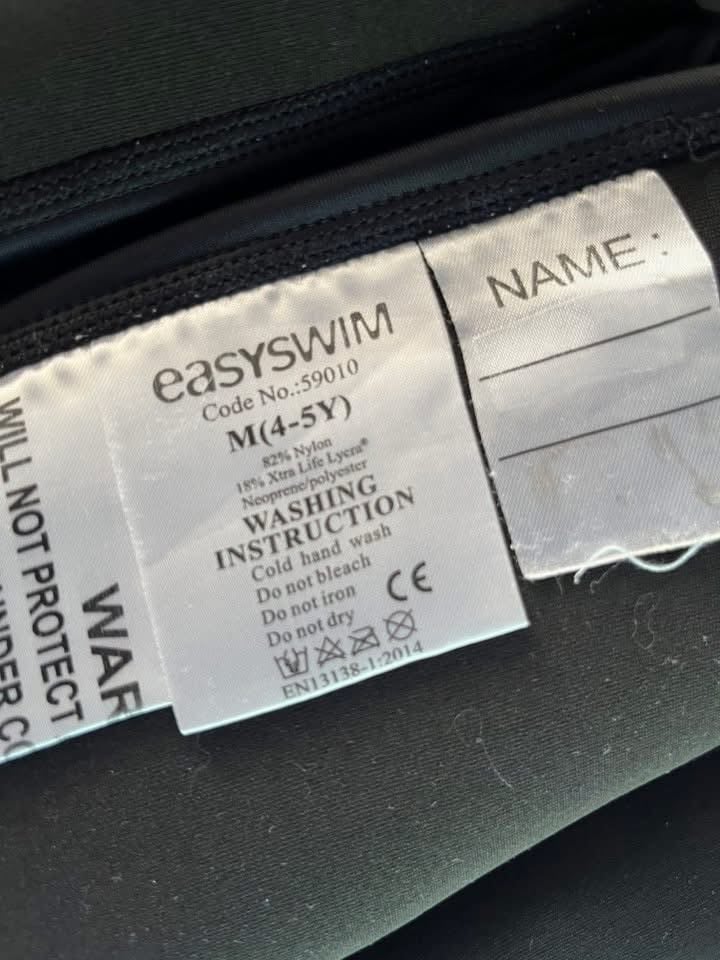 WILL NOT PROTECT
WAR
easYSWIM
Code No.:59010
M(4-5Y)
82% Nylon
18% Xtra Life Lycra®
Neoprene/polyester
WASHING
INSTRUCTION
Cold hand wash
Do not bleach
Do not iron
Do not dry
CE
EN13138-1:2014
NAME: